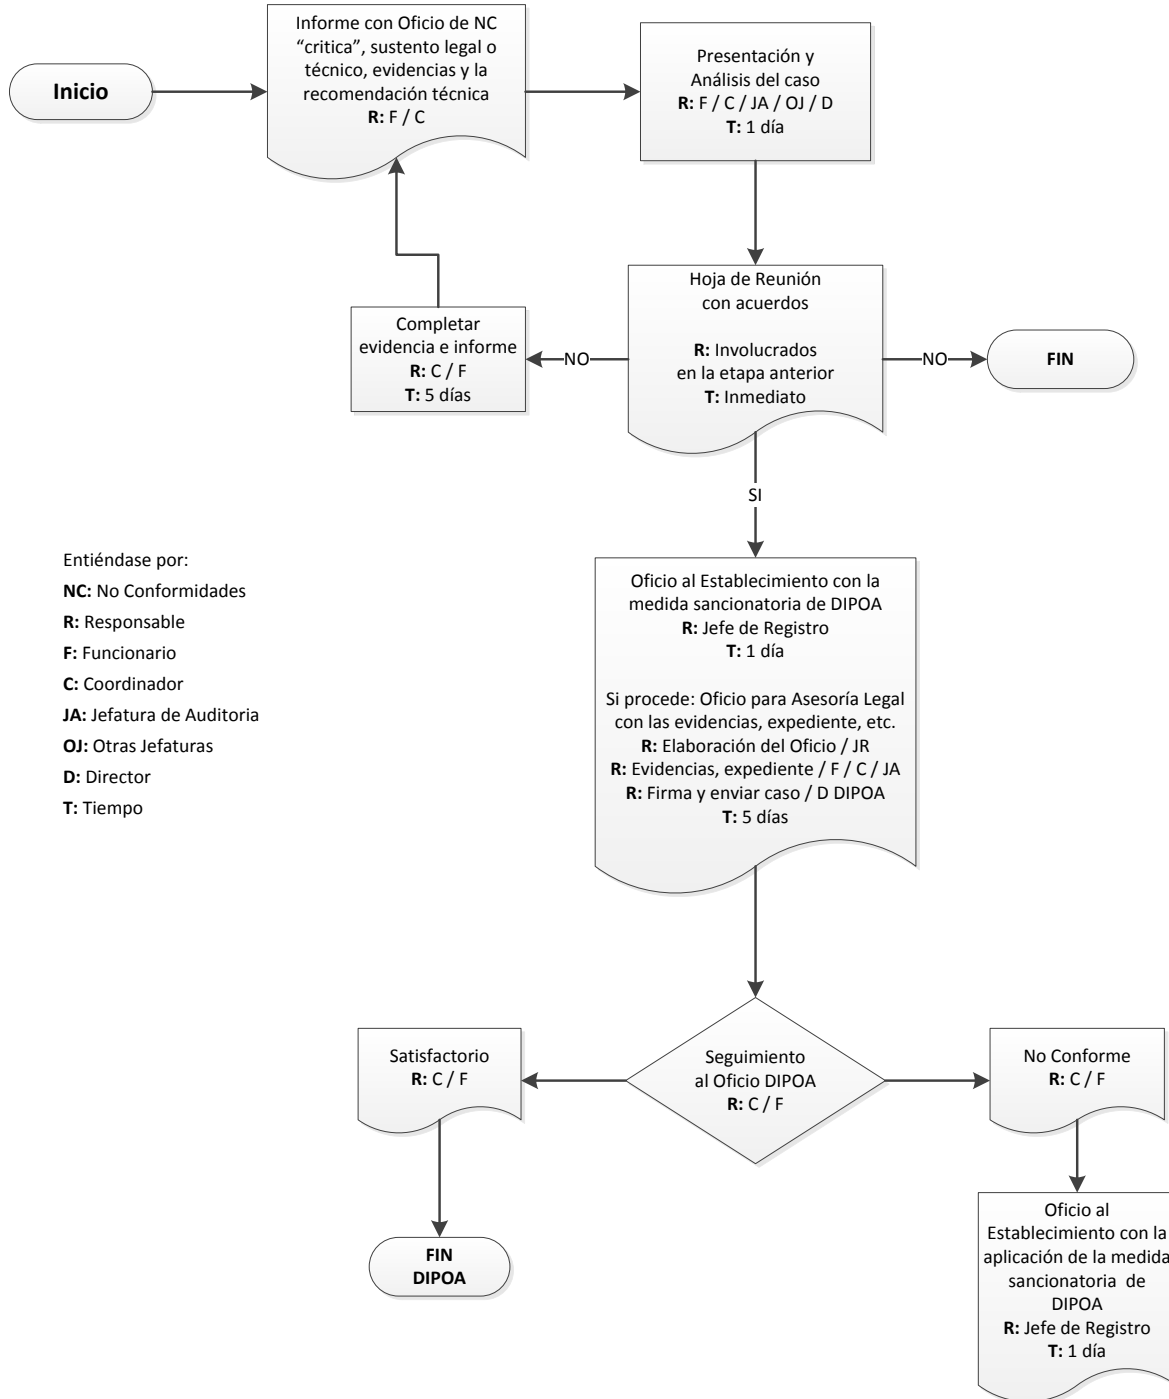 Inicio
Informe con Oficio de NC
“critica”, sustento legal o
técnico, evidencias y la
recomendación técnica
R: F / C
Presentación y
Análisis del caso
R: F / C / JA / OJ / D
T: 1 día
Hoja de Reunión
con acuerdos
R: Involucrados
en la etapa anterior
T: Inmediato
NO
Completar
evidencia e informe
R: C / F
T: 5 días
NO
FIN
SI
Entiéndase por:
NC: No Conformidades
R: Responsable
F: Funcionario
C: Coordinador
JA: Jefatura de Auditoria
OJ: Otras Jefaturas
D: Director
T: Tiempo
Oficio al Establecimiento con la
medida sancionatoria de DIPOA
R: Jefe de Registro
T: 1 día
Si procede: Oficio para Asesoría Legal
con las evidencias, expediente, etc.
R: Elaboración del Oficio / JR
R: Evidencias, expediente / F / C / JA
R: Firma y enviar caso / D DIPOA
T: 5 días
Seguimiento
al Oficio DIPOA
R: C / F
Satisfactorio
R: C / F
FIN
DIPOA
No Conforme
R: C / F
Oficio al
Establecimiento con la
aplicación de la medida
sancionatoria de
DIPOA
R: Jefe de Registro
T: 1 día